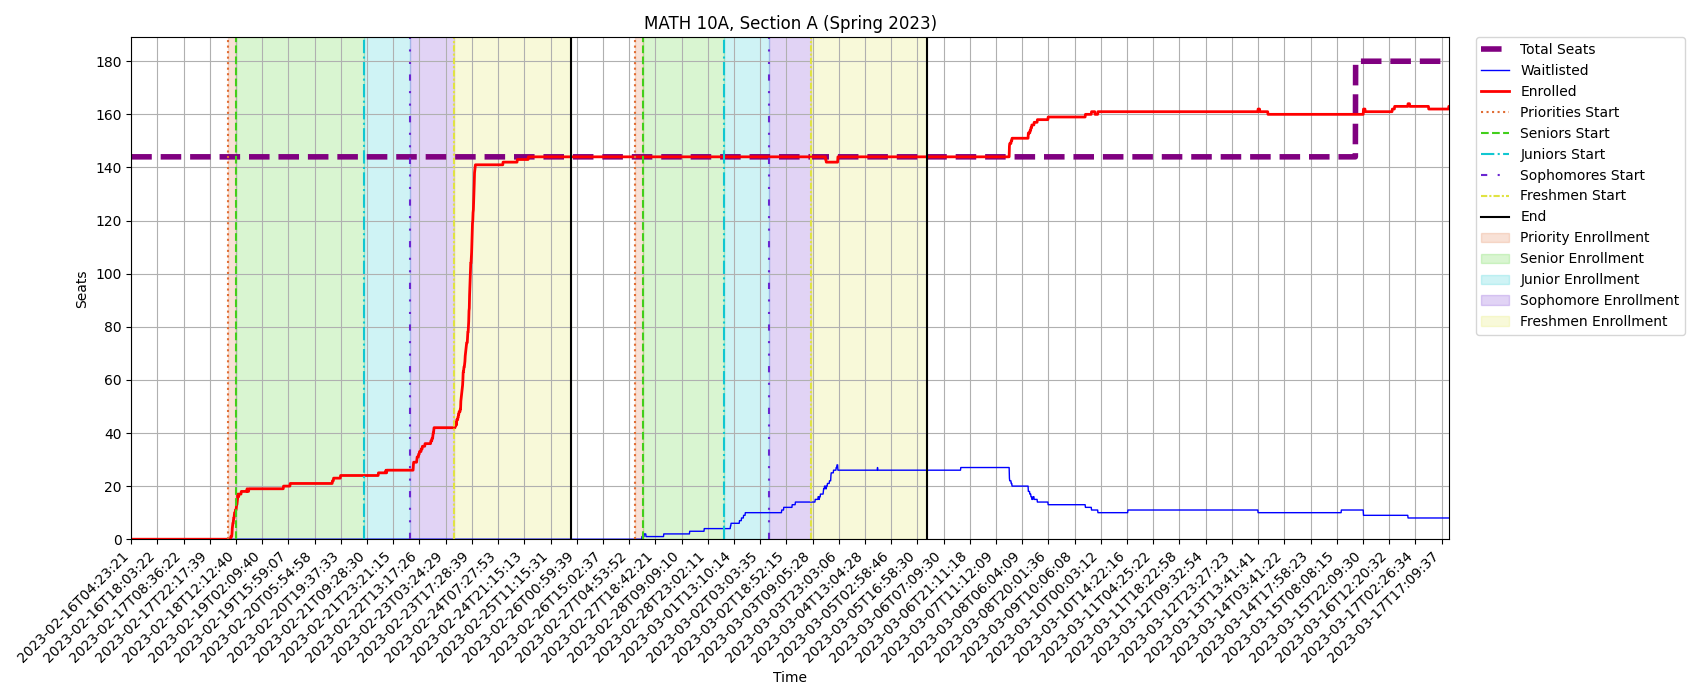 MATH 10A, Section A (Spring 2023)
Seats
180
160
140
120
100
80
60
40
20
0
2023-02-16T04:23:21
2023-02-16T18:03:22
2023-02-17T08:36:22
2023-02-17T22:17:39
2023-02-18T12:12:40
2023-02-19T02:09:40
2023-02-19T15:59:07
2023-02-20T05:54:58
2023-02-20T19:37:33
2023-02-21T09:28:30
2023-02-21T23:21:15
2023-02-22T13:17:26
2023-02-23T03:24:29
2023-02-23T17:28:39
2023-02-24T07:27:53
2023-02-24T21:15:13
2023-02-25T11:15:31
2023-02-26T00:59:39
2023-02-26T15:02:37
2023-02-27T04:53:52
2023-02-27T18:42:21
2023-02-28T09:09:10
2023-02-28T23:02:11
2023-03-01T13:10:14
2023-03-02T03:03:35
2023-03-02T18:52:15
2023-03-03T09:05:28
2023-03-03T23:03:06
2023-03-04T13:04:28
2023-03-05T02:58:46
2023-03-05T16:58:30
2023-03-06T07:09:30
2023-03-06T21:11:18
2023-03-07T11:12:09
2023-03-08T06:04:09
2023-03-08T20:01:36
2023-03-09T10:06:08
2023-03-10T00:03:12
2023-03-10T14:22:16
2023-03-11T04:25:22
2023-03-11T18:22:58
2023-03-12T09:32:54
2023-03-12T23:27:23
2023-03-13T13:41:41
2023-03-14T03:41:22
2023-03-14T17:58:23
2023-03-15T08:08:15
2023-03-15T22:09:30
2023-03-16T12:20:32
2023-03-17T02:26:34
2023-03-17T17:09:37
Time
Total Seats
Waitlisted
Enrolled
Priorities Start
Seniors Start
Juniors Start
Sophomores Start
Freshmen Start
End
Priority Enrollment
Senior Enrollment
Junior Enrollment
Sophomore Enrollment
Freshmen Enrollment